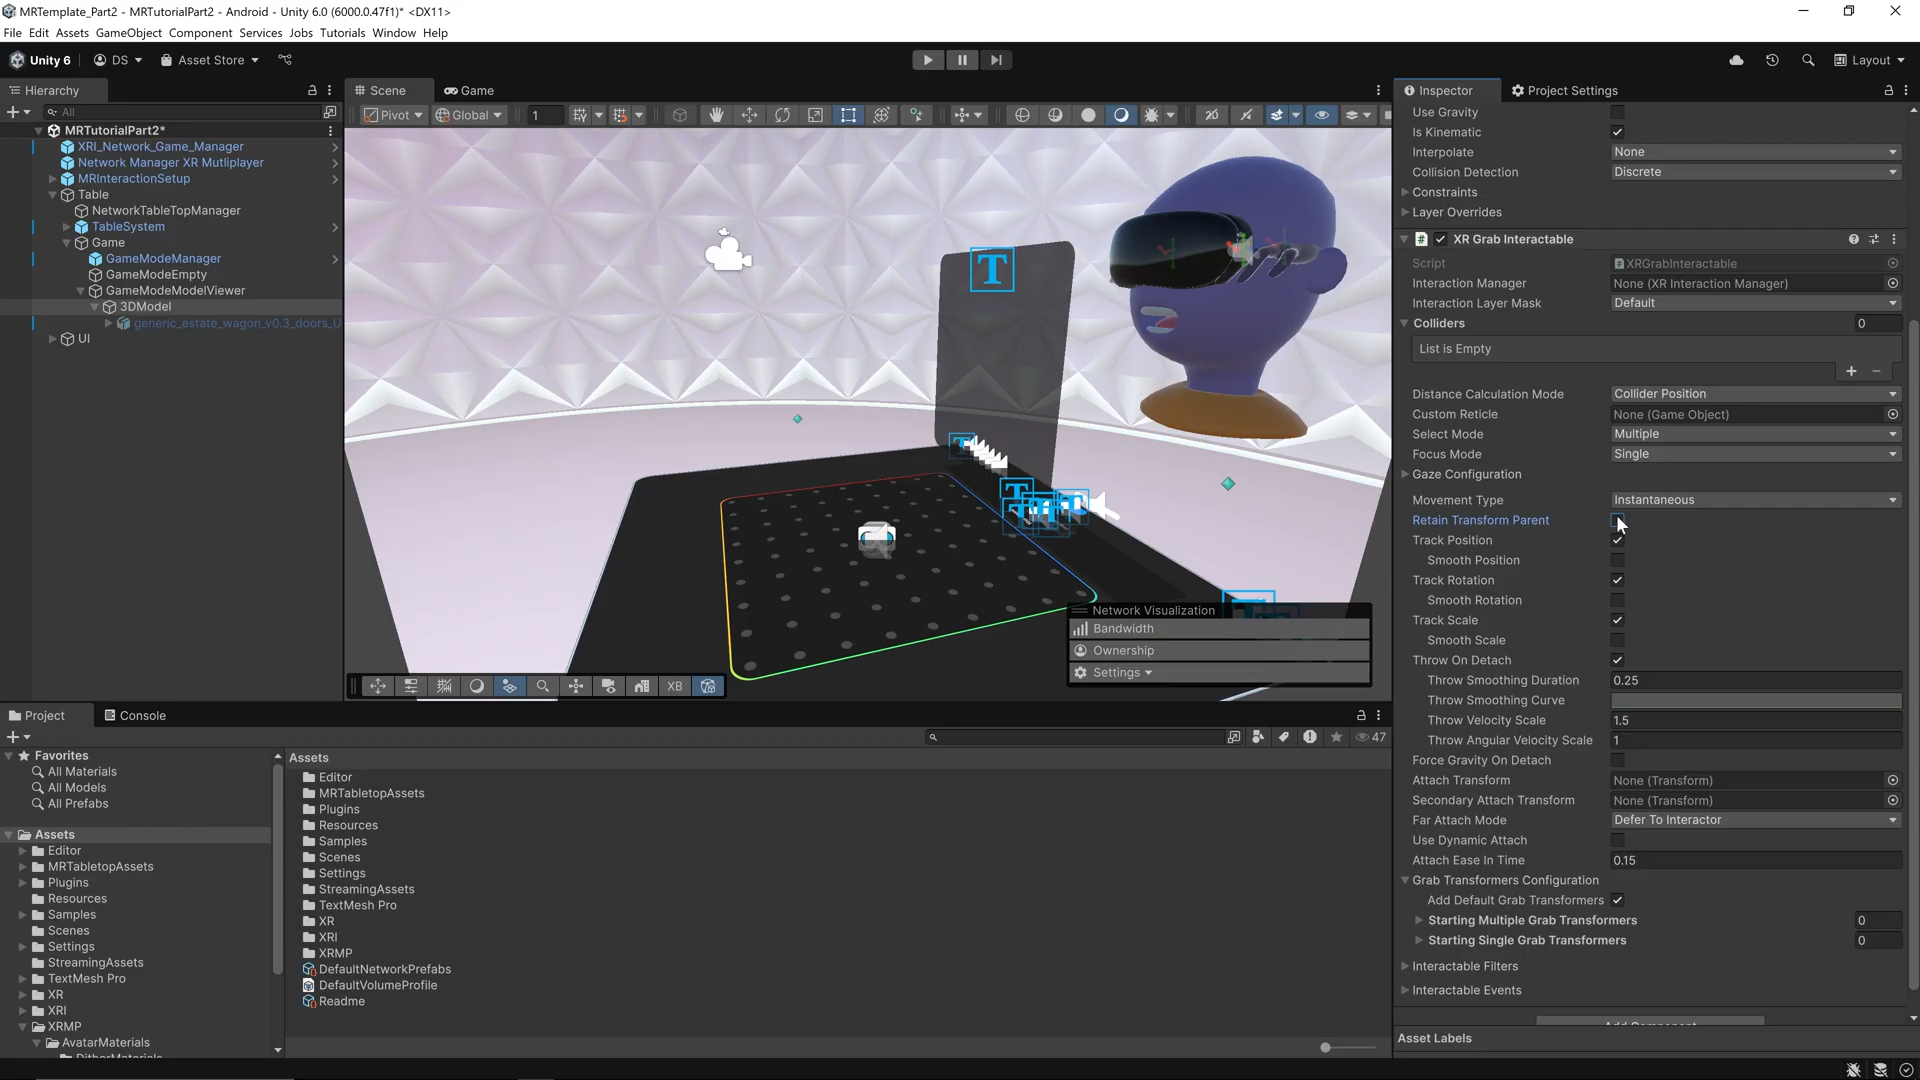 MRTemplate_Part2 - MRTutorialPart2 - Android - Unity 6.0 (6000.0.47f1)* <DX11>
File Edit Assets GameObject Component Services Jobs Tutorials Window Help
Unity 6 DS Asset Store Layout
Hierarchy
All
MRTutorialPart2*
XRI_Network_Game_Manager
Network Manager XR Mutliplayer
MRInteractionSetup
Table
NetworkTableTopManager
TableSystem
Game
GameModeManager
GameModeEmpty
GameModeModelViewer
3DModel
generic_estate_wagon_v0.3_doors_U
UI
Scene Game
Pivot Global 1 2D
T
T
T
Network Visualization
Bandwidth
Ownership
Settings
XB
Inspector Project Settings
Use Gravity
Is Kinematic
Interpolate None
Collision Detection Discrete
Constraints
Layer Overrides
# XR Grab Interactable
Script XRGrabInteractable
Interaction Manager None (XR Interaction Manager)
Interaction Layer Mask Default
Colliders 0
List is Empty
Distance Calculation Mode Collider Position
Custom Reticle None (Game Object)
Select Mode Multiple
Focus Mode Single
Gaze Configuration
Movement Type Instantaneous
Retain Transform Parent
Track Position
Smooth Position
Track Rotation
Smooth Rotation
Track Scale
Smooth Scale
Throw On Detach
Throw Smoothing Duration 0.25
Throw Smoothing Curve
Throw Velocity Scale 1.5
Throw Angular Velocity Scale 1
Force Gravity On Detach
Attach Transform None (Transform)
Secondary Attach Transform None (Transform)
Far Attach Mode Defer To Interactor
Use Dynamic Attach
Attach Ease In Time 0.15
Grab Transformers Configuration
Add Default Grab Transformers
Starting Multiple Grab Transformers 0
Starting Single Grab Transformers 0
Interactable Filters
Interactable Events
Add Component
Asset Labels
Project Console
47
Favorites
All Materials
All Models
All Prefabs
Assets
Editor
MRTabletopAssets
Plugins
Resources
Samples
Scenes
Settings
StreamingAssets
TextMesh Pro
XR
XRI
XRMP
AvatarMaterials
DitherMaterials
Assets
Editor
MRTabletopAssets
Plugins
Resources
Samples
Scenes
Settings
StreamingAssets
TextMesh Pro
XR
XRI
XRMP
DefaultNetworkPrefabs
DefaultVolumeProfile
Readme